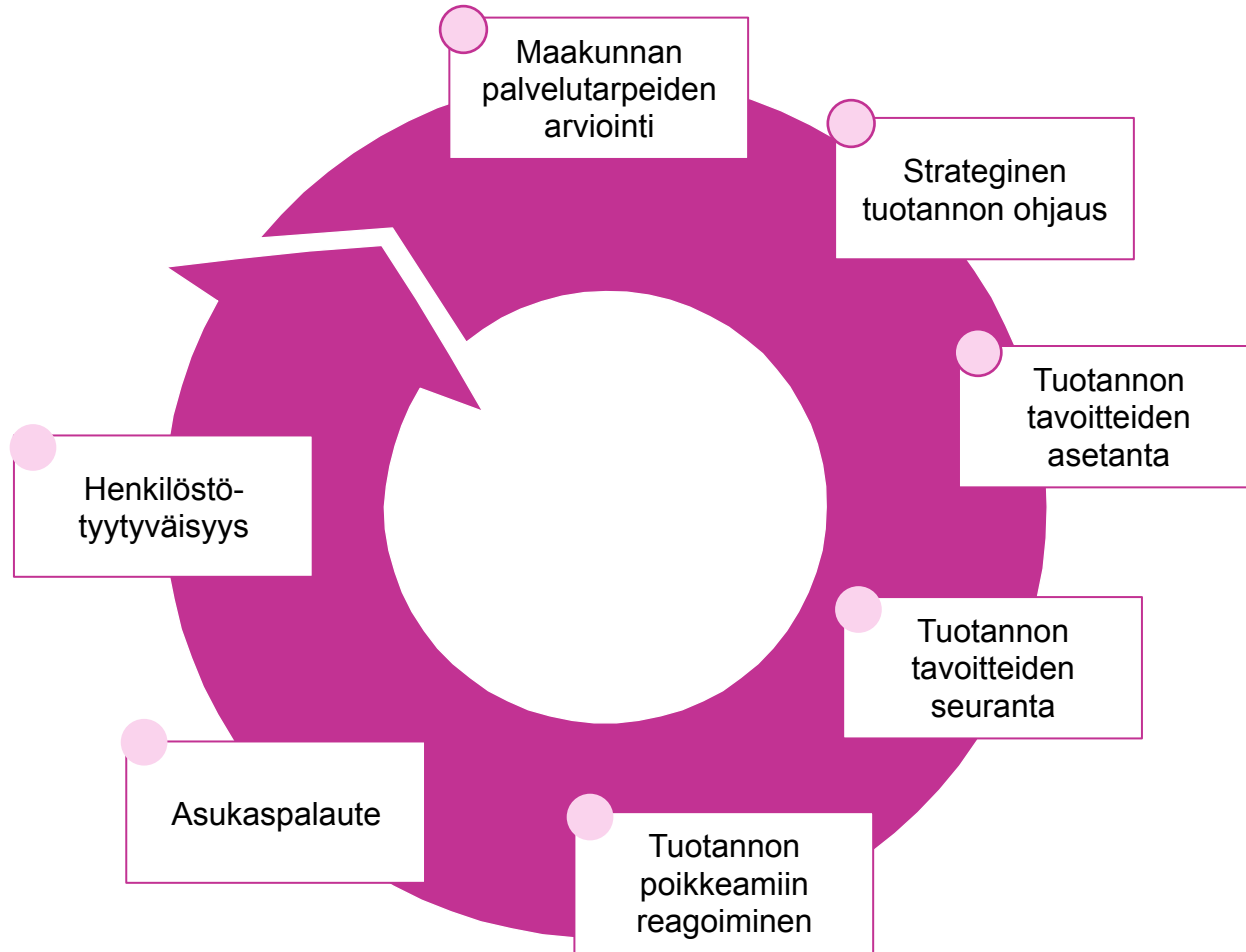 Maakunnan
palvelutarpeiden
arviointi
Strateginen
tuotannon ohjaus
Tuotannon
tavoitteiden
asetanta
Tuotannon
tavoitteiden
seuranta
Tuotannon
poikkeamiin
reagoiminen
Asukaspalaute
Henkilöstö-
tyytyväisyys